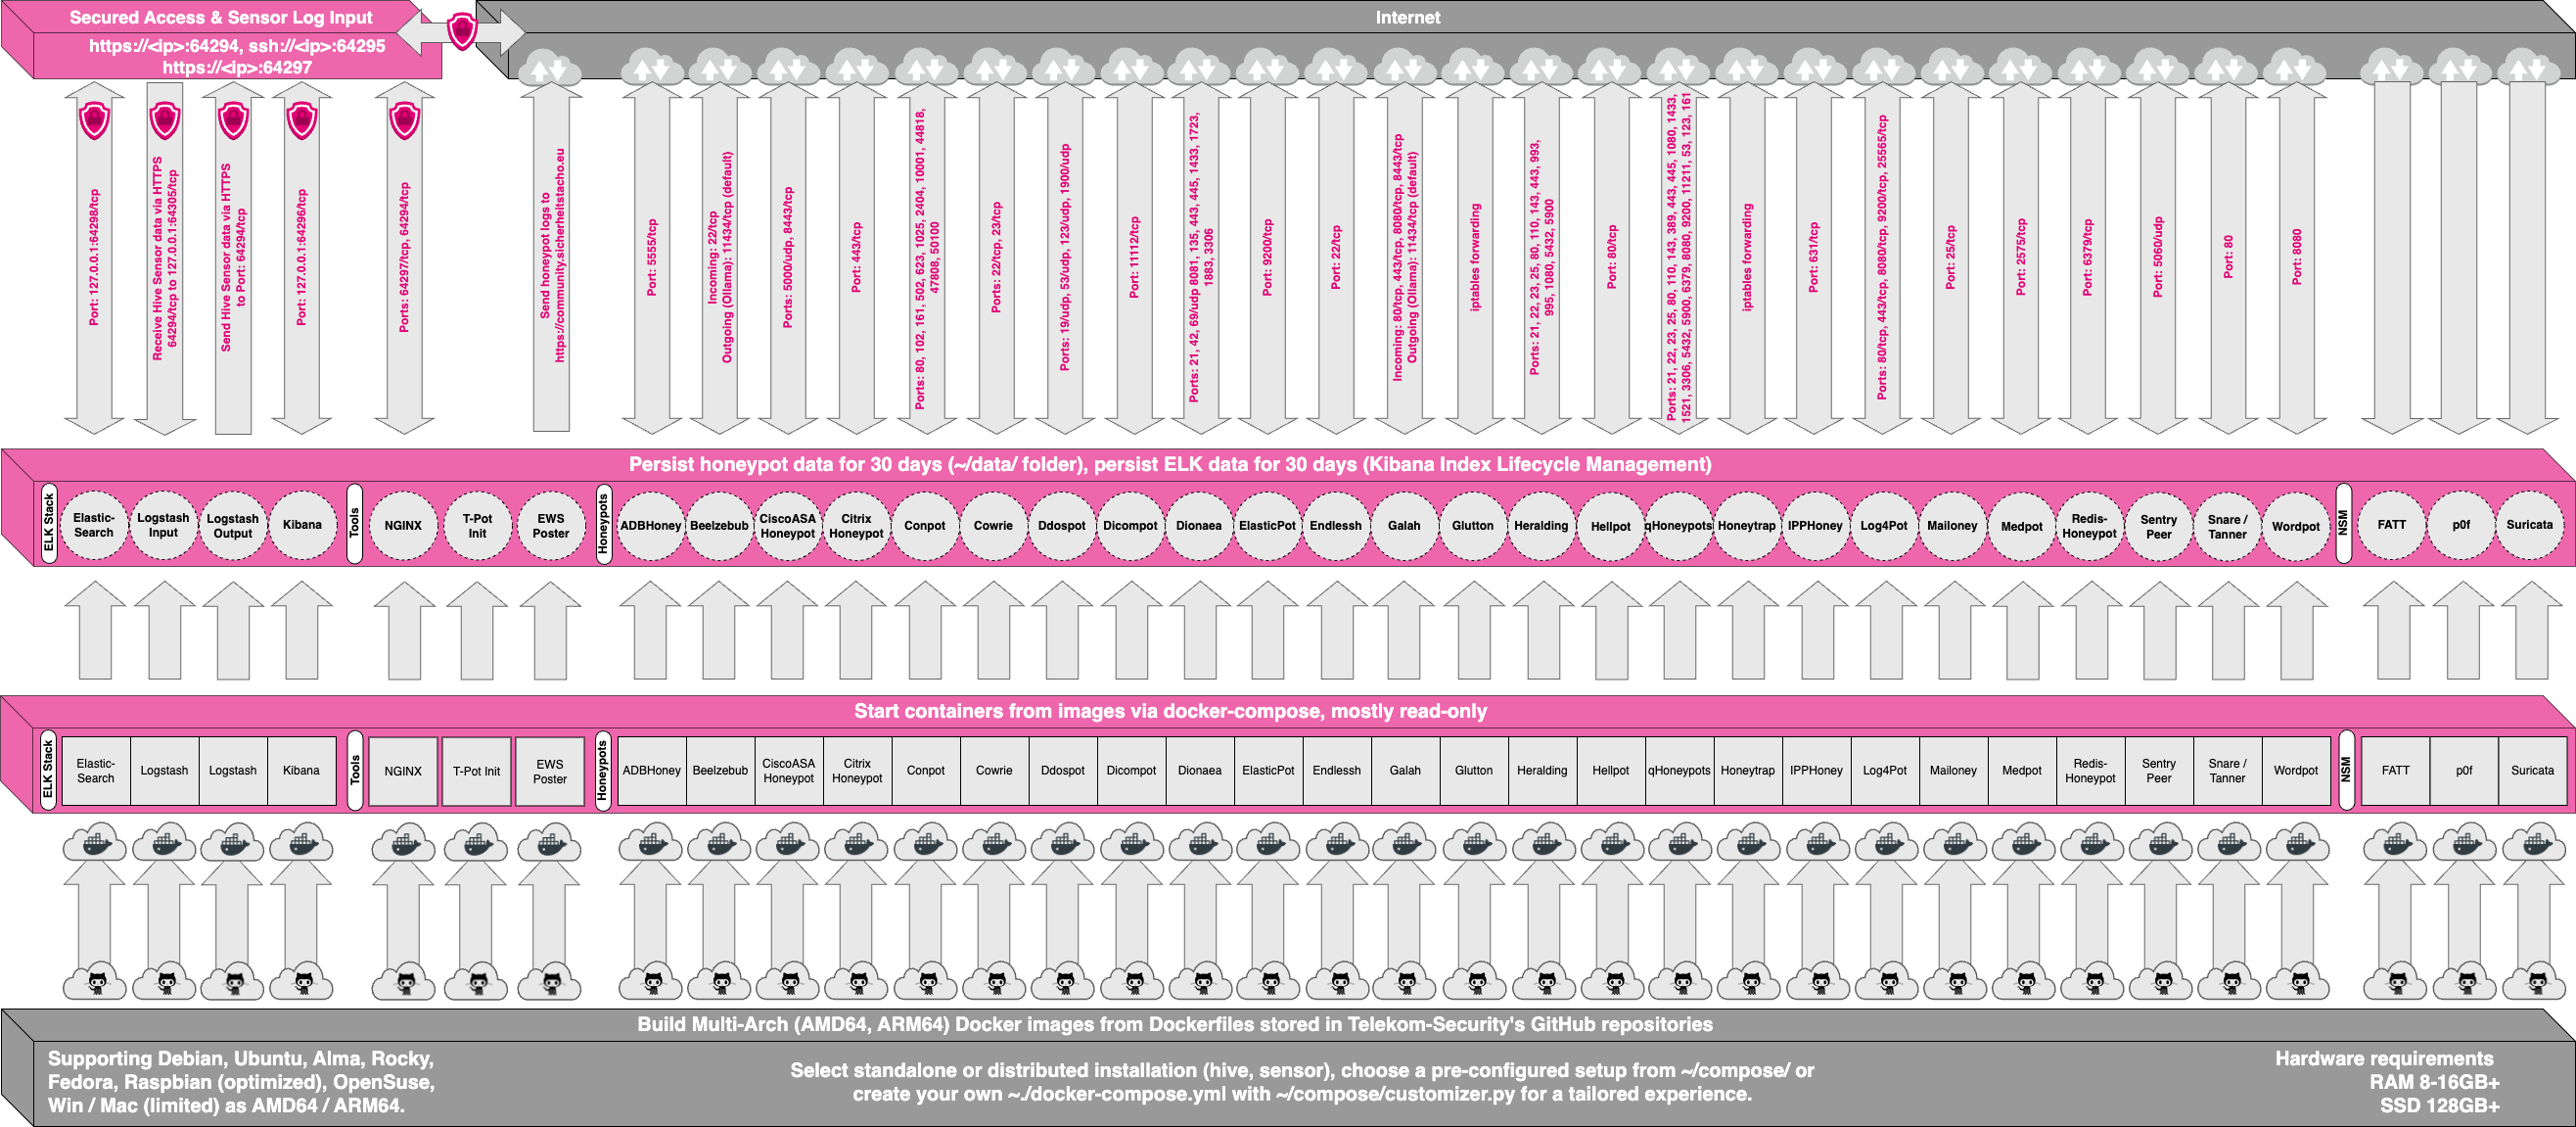 Secured Access & Sensor Log Input
https://<ip>:64294, ssh://<ip>:64295
https://<ip>:64297
Internet
Port: 127.0.0.1:64298/tcp
Receive Hive Sensor data via HTTPS
64294/tcp to 127.0.0.1:64305/tcp
Send Hive Sensor data via HTTPS
to Port: 64294/tcp
Port: 127.0.0.1:64296/tcp
Ports: 64297/tcp, 64294/tcp
Send honeypot logs to
https://community.sicherheitstacho.eu
Port: 5555/tcp
Incoming: 22/tcp
Outgoing (Ollama): 11434/tcp (default)
Ports: 5000/udp, 8443/tcp
Port: 443/tcp
Ports: 80, 102, 161, 502, 623, 1025, 2404, 10001, 44818,
47808, 50100
Ports: 22/tcp, 23/tcp
Ports: 19/udp, 53/udp, 123/udp, 1900/udp
Port: 11112/tcp
Ports: 21, 42, 69/udp 8081, 135, 443, 445, 1433, 1723,
1883, 3306
Port: 9200/tcp
Port: 22/tcp
Incoming: 80/tcp, 443/tcp, 8080/tcp, 8443/tcp
Outgoing (Ollama): 11434/tcp (default)
iptables forwarding
Ports: 21, 22, 23, 25, 80, 110, 143, 443, 993,
995, 1080, 5432, 5900
Port: 80/tcp
Ports: 21, 22, 23, 25, 80, 110, 143, 389, 443, 445, 1080, 1433,
1521, 3306, 5432, 5900, 6379, 8080, 9200, 11211, 53, 123, 161
iptables forwarding
Port: 631/tcp
Ports: 80/tcp, 443/tcp, 8080/tcp, 9200/tcp, 25565/tcp
Port: 25/tcp
Port: 2575/tcp
Port: 6379/tcp
Port: 5060/udp
Port: 80
Port: 8080
Persist honeypot data for 30 days (~/data/ folder), persist ELK data for 30 days (Kibana Index Lifecycle Management)
ELK Stack
Elastic-
Search
Logstash
Input
Logstash
Output
Kibana
Tools
NGINX
T-Pot
Init
EWS
Poster
Honeypots
ADBHoney
Beelzebub
CiscoASA
Honeypot
Citrix
Honeypot
Conpot
Cowrie
Ddospot
Dicompot
Dionaea
ElasticPot
Endlessh
Galah
Glutton
Heralding
Hellpot
qHoneypots
Honeytrap
IPPHoney
Log4Pot
Mailoney
Medpot
Redis-
Honeypot
Sentry
Peer
Snare /
Tanner
Wordpot
NSM
FATT
p0f
Suricata
Start containers from images via docker-compose, mostly read-only
ELK Stack
Elastic-
Search
Logstash
Logstash
Kibana
Tools
NGINX
T-Pot Init
EWS
Poster
Honeypots
ADBHoney
Beelzebub
CiscoASA
Honeypot
Citrix
Honeypot
Conpot
Cowrie
Ddospot
Dicompot
Dionaea
ElasticPot
Endlessh
Galah
Glutton
Heralding
Hellpot
qHoneypots
Honeytrap
IPPHoney
Log4Pot
Mailoney
Medpot
Redis-
Honeypot
Sentry
Peer
Snare /
Tanner
Wordpot
NSM
FATT
p0f
Suricata
Build Multi-Arch (AMD64, ARM64) Docker images from Dockerfiles stored in Telekom-Security's GitHub repositories
Supporting Debian, Ubuntu, Alma, Rocky,
Fedora, Raspbian (optimized), OpenSuse,
Win / Mac (limited) as AMD64 / ARM64.
Select standalone or distributed installation (hive, sensor), choose a pre-configured setup from ~/compose/ or
create your own ~./docker-compose.yml with ~/compose/customizer.py for a tailored experience.
Hardware requirements
RAM 8-16GB+
SSD 128GB+